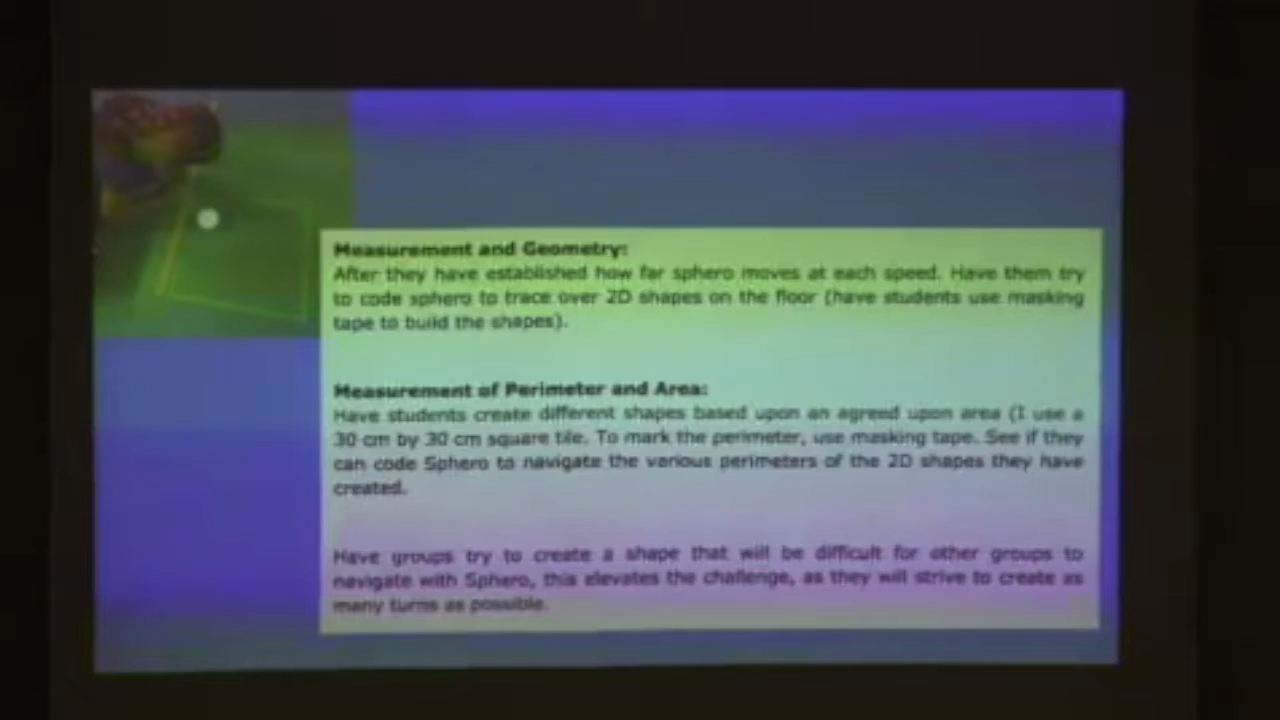 Measurement and Geometry:
After they have established how far sphero moves at each speed. Have them try
to code sphero to trace over 2D shapes on the floor (have students use masking
tape to build the shapes).
Measurement of Perimeter and Area:
Have students create different shapes based upon an agreed upon area (I use a
30 cm by 30 cm square tile. To mark the perimeter, use masking tape. See if they
can code Sphero to navigate the various perimeters of the 2D shapes they have
created.
Have groups try to create a shape that will be difficult for other groups to
navigate with Sphero, this elevates the challenge, as they will strive to create as
many turns as possible.